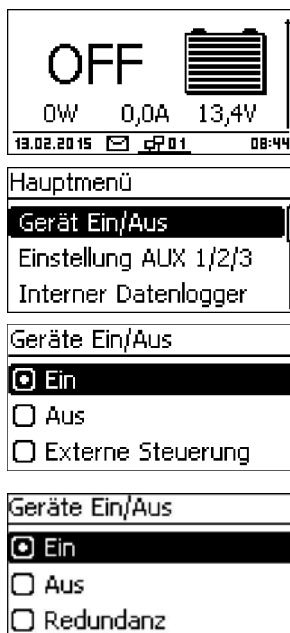 OFF
0W 0,0A 13,4V
13.02.2015 01 08:44
Hauptmenü
Gerät Ein/Aus
Einstellung AUX 1/2/3
Interner Datenlogger
Geräte Ein/Aus
Ein
Aus
Externe Steuerung
Geräte Ein/Aus
Ein
Aus
Redundanz